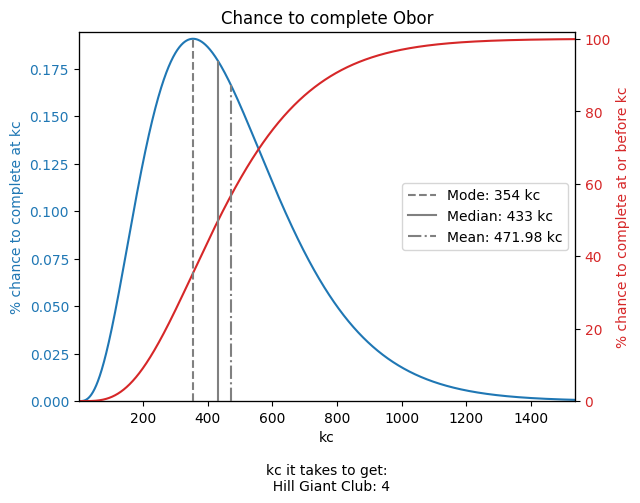 Chance to complete Obor
% chance to complete at kc
0.175
0.150
0.125
0.100
0.075
0.050
0.025
0.000
100
80
60
40
20
0
% chance to complete at or before kc
Mode: 354 kc
Median: 433 kc
Mean: 471.98 kc
200 400 600 800 1000 1200 1400
kc
kc it takes to get:
Hill Giant Club: 4